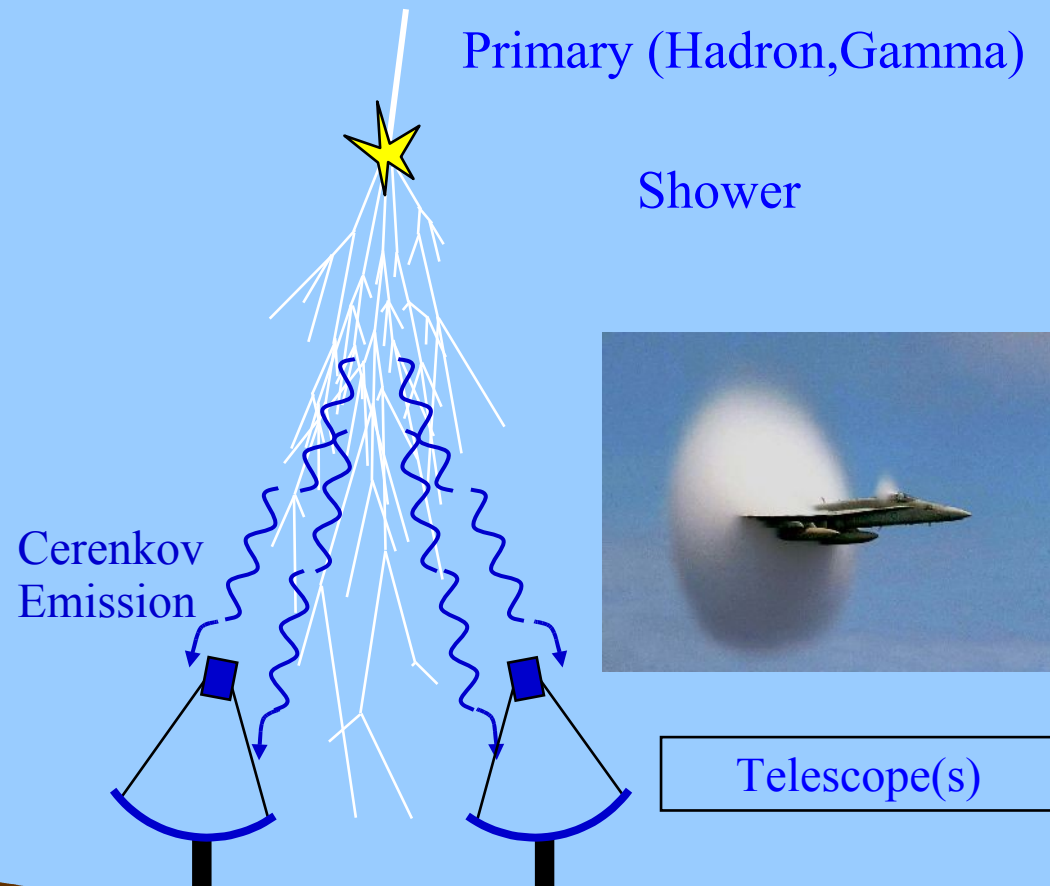 Primary (Hadron,Gamma)
Shower
Cerenkov
Emission
Telescope(s)